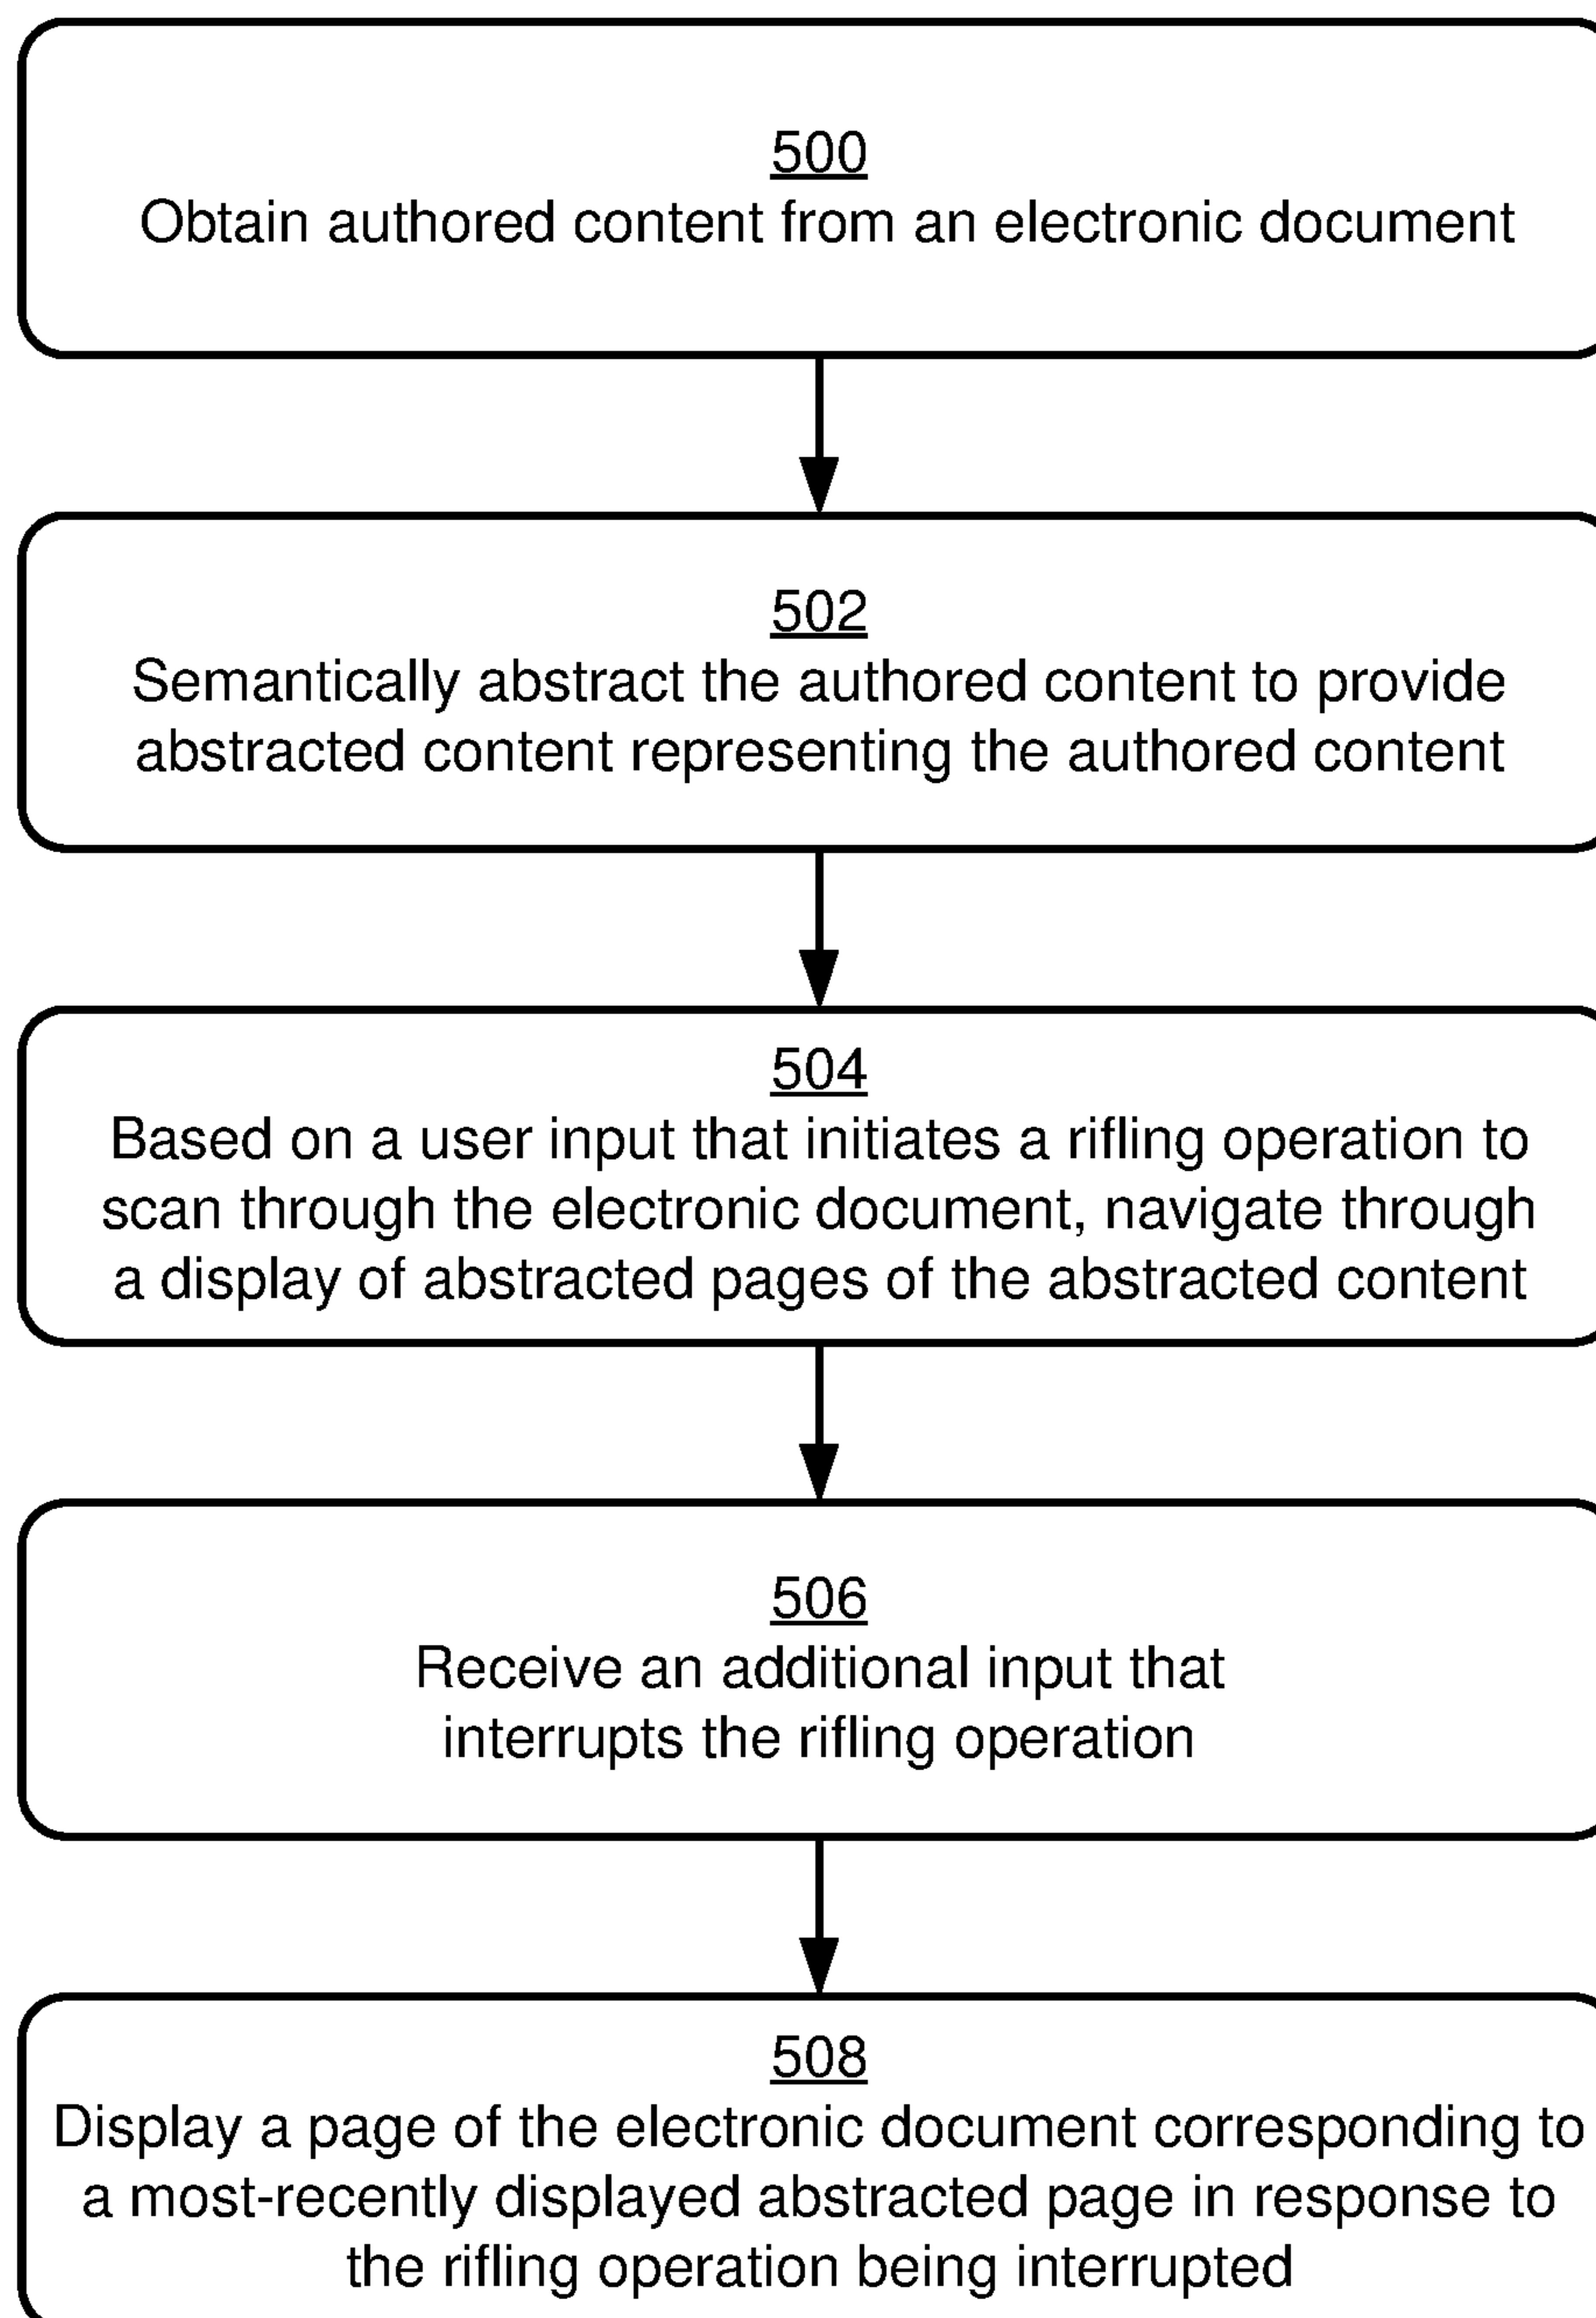 500
Obtain authored content from an electronic document
502
Semantically abstract the authored content to provide
abstracted content representing the authored content
504
Based on a user input that initiates a rifling operation to
scan through the electronic document, navigate through
a display of abstracted pages of the abstracted content
506
Receive an additional input that
interrupts the rifling operation
508
Display a page of the electronic document corresponding to
a most-recently displayed abstracted page in response to
the rifling operation being interrupted